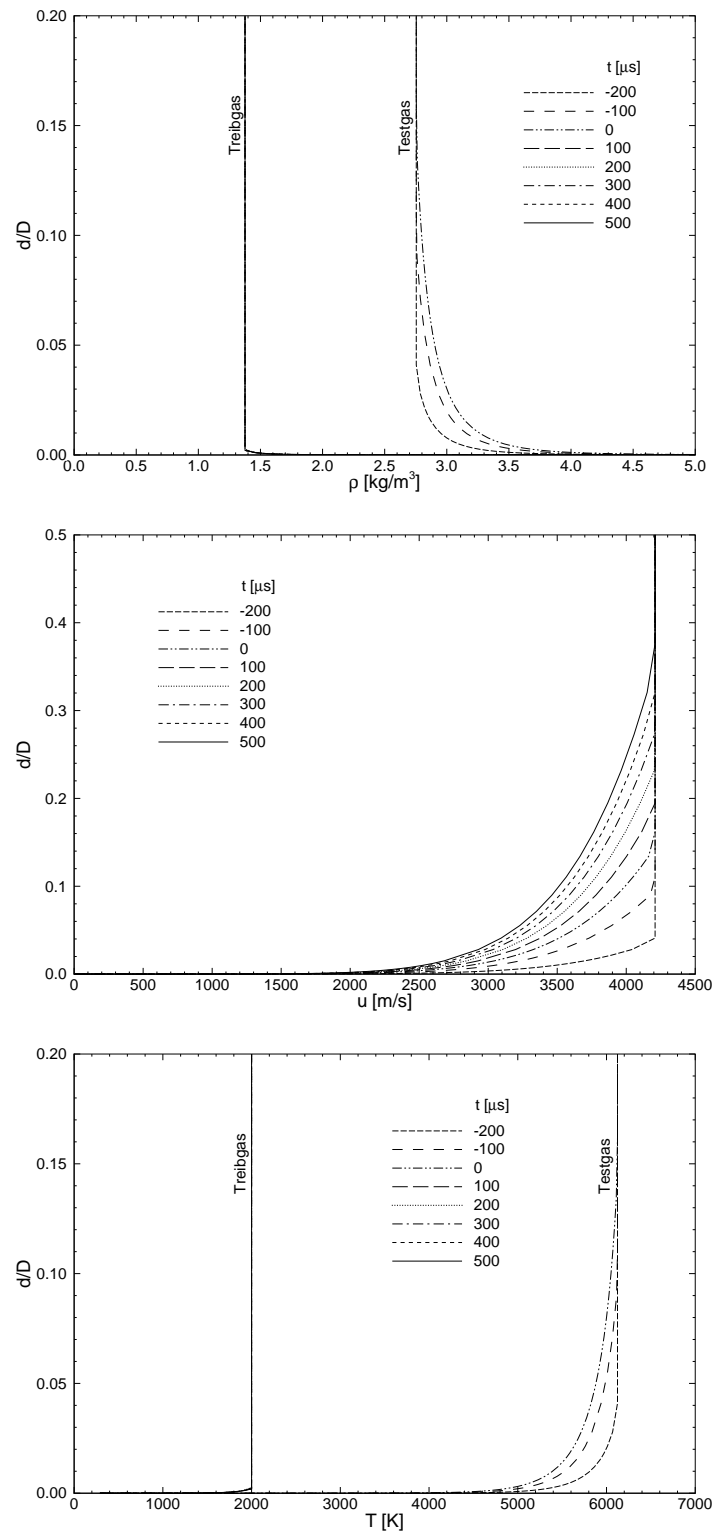 0.20
0.15
0.10
0.05
0.00
d/D
Treibgas
Testgas
t [μs]
-200
-100
0
100
200
300
400
500
0.0 0.5 1.0 1.5 2.0 2.5 3.0 3.5 4.0 4.5 5.0
ρ [kg/m³]
0.5
0.4
0.3
0.2
0.1
0.0
d/D
t [μs]
-200
-100
0
100
200
300
400
500
0 500 1000 1500 2000 2500 3000 3500 4000 4500
u [m/s]
0.20
0.15
0.10
0.05
0.00
d/D
Treibgas
t [μs]
-200
-100
0
100
200
300
400
500
Testgas
0 1000 2000 3000 4000 5000 6000 7000
T [K]